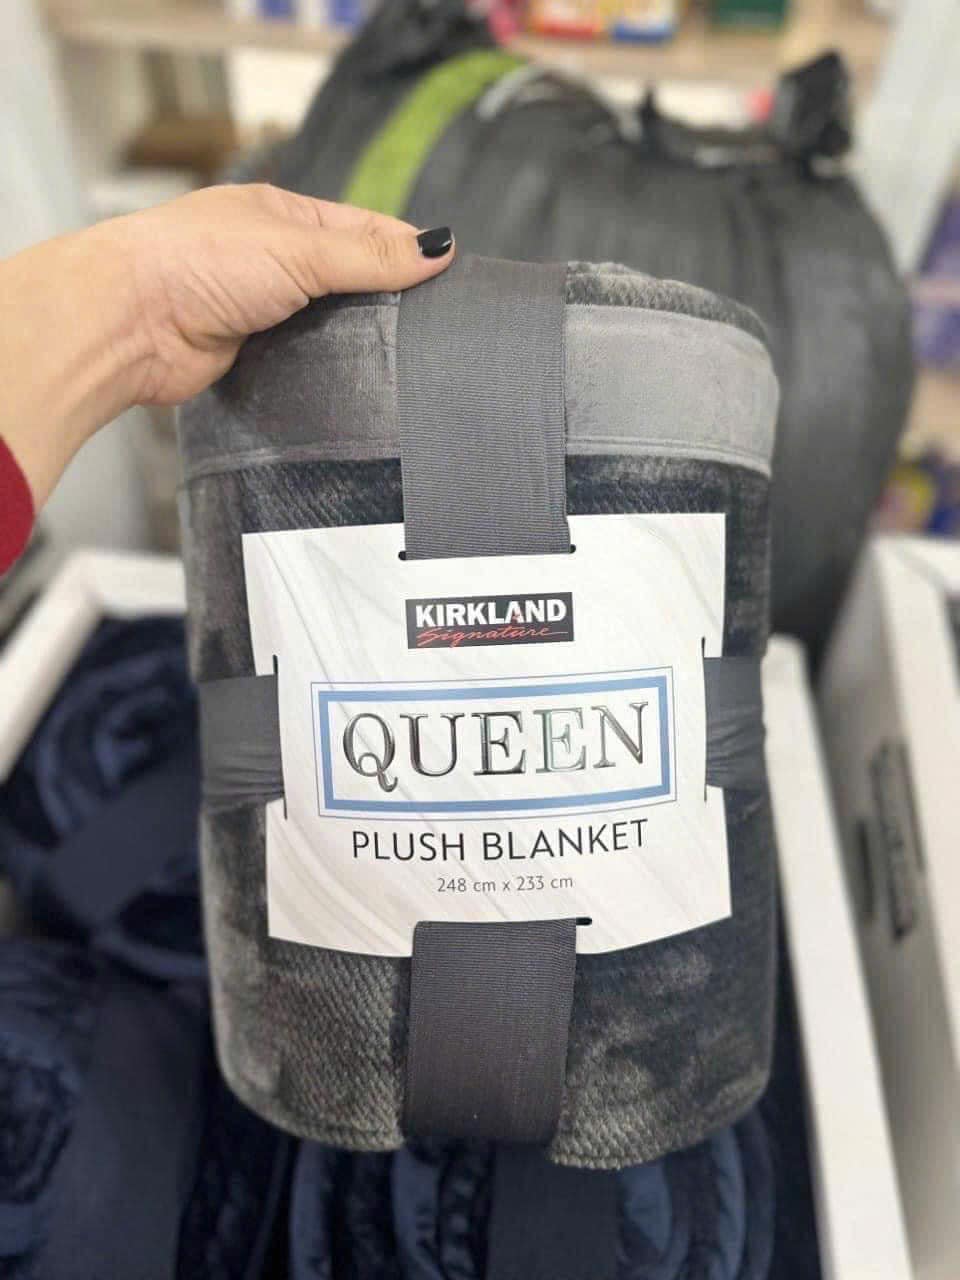 KIRKLAND
Signature
QUEEN
PLUSH BLANKET
248 cm x 233 cm